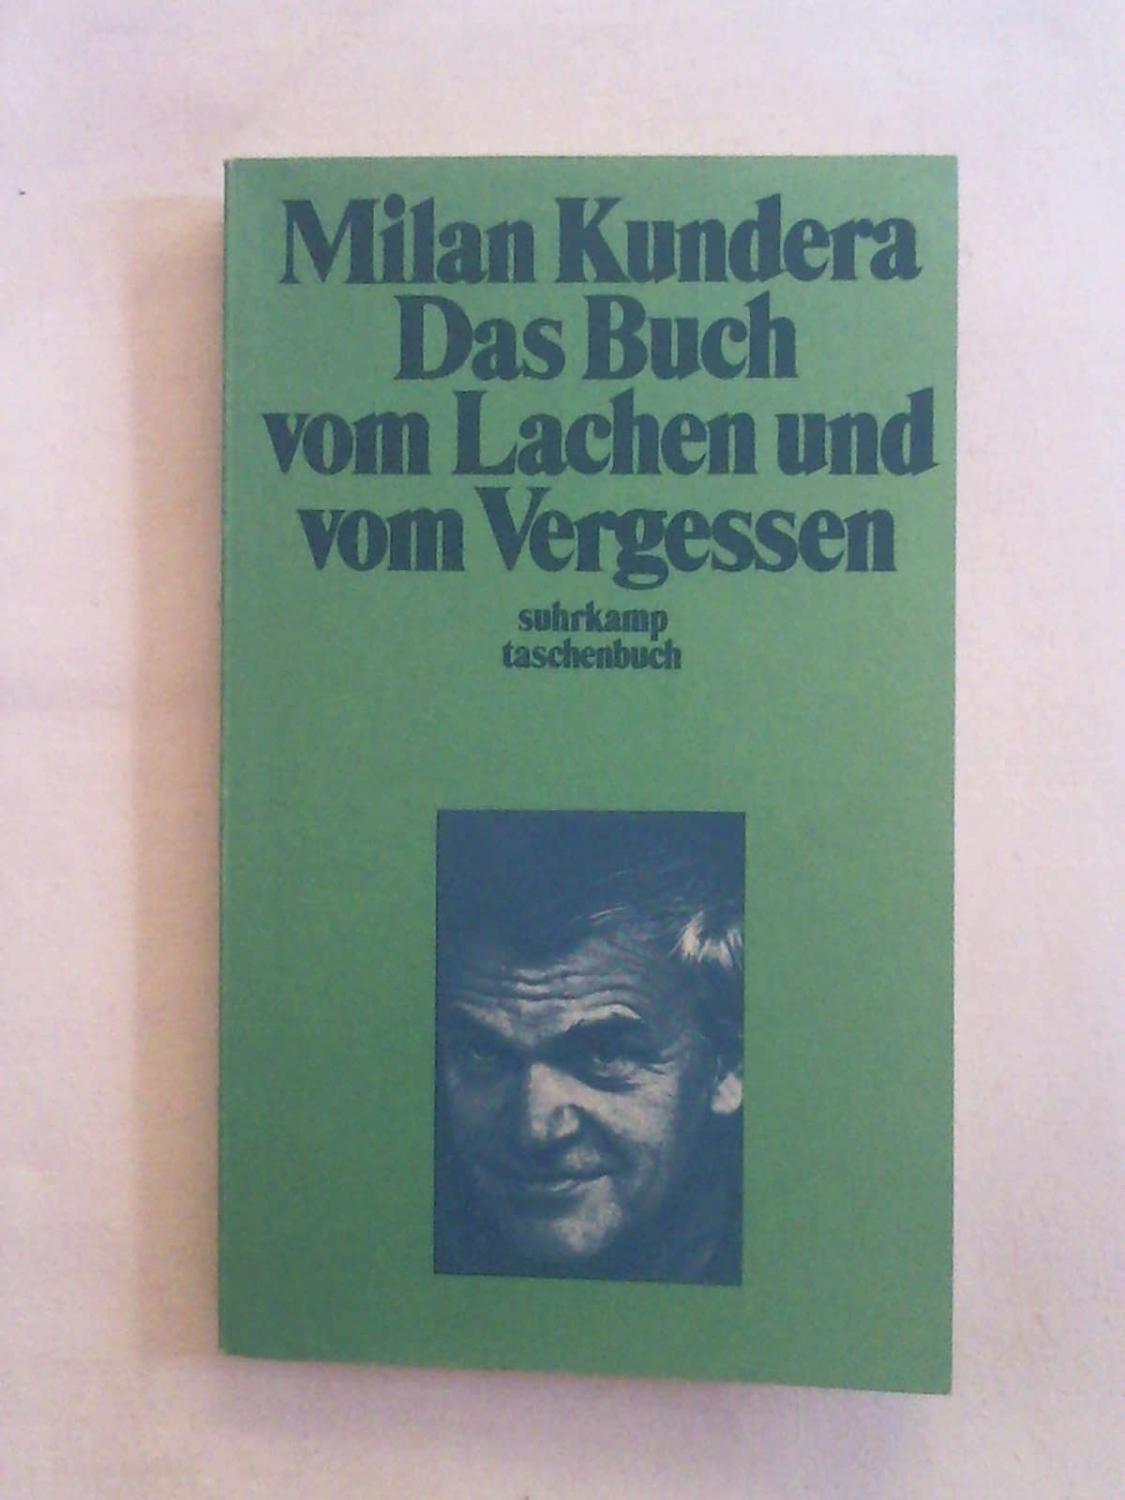 Milan Kundera
Das Buch
vom Lachen und
vom Vergessen
suhrkamp
taschenbuch